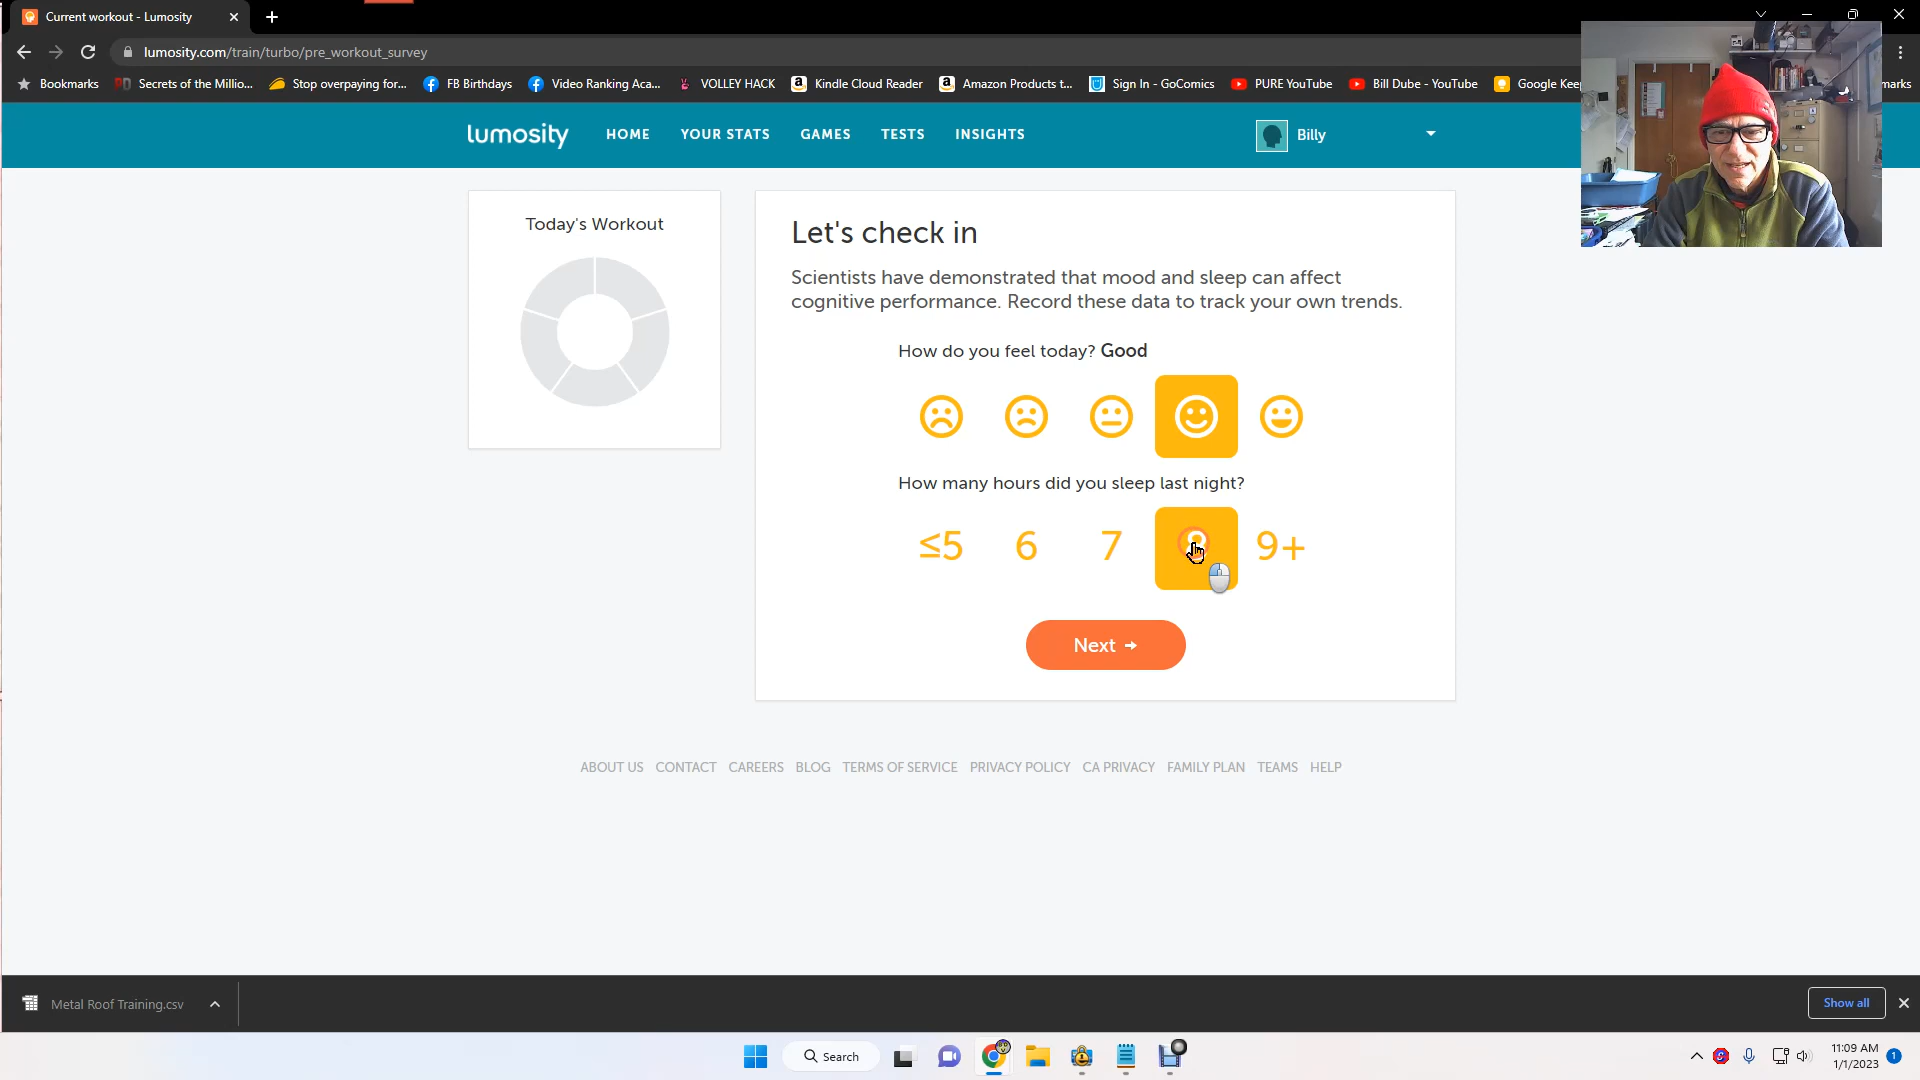 Current workout - Lumosity
lumosity.com/train/turbo/pre_workout_survey
Bookmarks
Secrets of the Millio...
Stop overpaying for...
FB Birthdays
Video Ranking Aca...
VOLLEY HACK
Kindle Cloud Reader
Amazon Products t...
Sign In - GoComics
PURE YouTube
Bill Dube - YouTube
Google Keep
marks
lumosity
HOME
YOUR STATS
GAMES
TESTS
INSIGHTS
Billy
Today's Workout
Let's check in
Scientists have demonstrated that mood and sleep can affect
cognitive performance. Record these data to track your own trends.
How do you feel today? Good
How many hours did you sleep last night?
≤5 6 7 8 9+
Next →
ABOUT US CONTACT CAREERS BLOG TERMS OF SERVICE PRIVACY POLICY CA PRIVACY FAMILY PLAN TEAMS HELP
Metal Roof Training.csv
Show all
Search
11:09 AM
1/1/2023
1